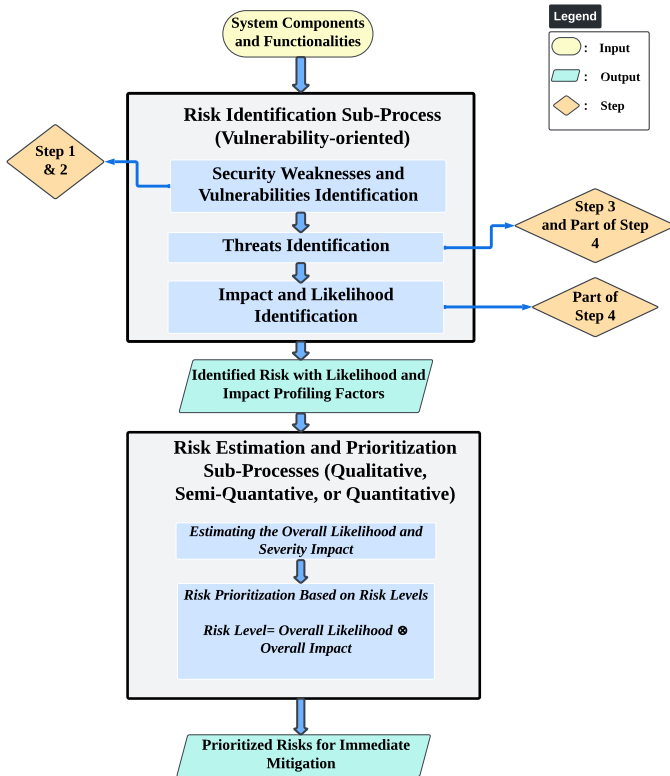 System Components
and Functionalities
Legend
: Input
: Output
: Step
Risk Identification Sub-Process
(Vulnerability-oriented)
Step 1
& 2
Security Weaknesses and
Vulnerabilities Identification
Threats Identification
Step 3
and Part of Step
4
Impact and Likelihood
Identification
Part of
Step 4
Identified Risk with Likelihood and
Impact Profiling Factors
Risk Estimation and Prioritization
Sub-Processes (Qualitative,
Semi-Quantative, or Quantitative)
Estimating the Overall Likelihood and
Severity Impact
Risk Prioritization Based on Risk Levels
Risk Level= Overall Likelihood ⊗
Overall Impact
Prioritized Risks for Immediate
Mitigation